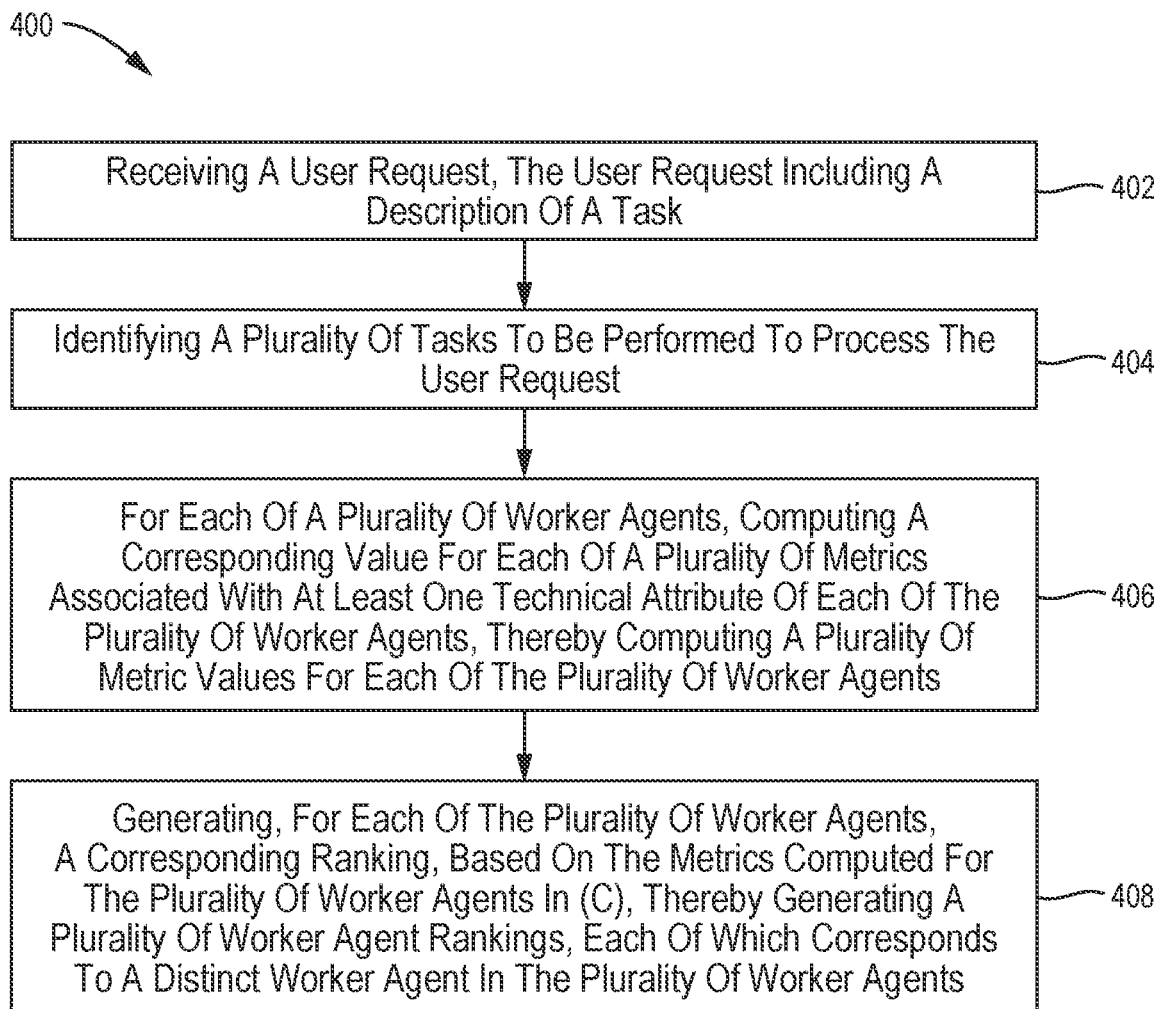 400
Receiving A User Request, The User Request Including A
Description Of A Task
402
Identifying A Plurality Of Tasks To Be Performed To Process The
User Request
404
For Each Of A Plurality Of Worker Agents, Computing A
Corresponding Value For Each Of A Plurality Of Metrics
Associated With At Least One Technical Attribute Of Each Of The
Plurality Of Worker Agents, Thereby Computing A Plurality Of
Metric Values For Each Of The Plurality Of Worker Agents
406
Generating, For Each Of The Plurality Of Worker Agents,
A Corresponding Ranking, Based On The Metrics Computed For
The Plurality Of Worker Agents In (C), Thereby Generating A
Plurality Of Worker Agent Rankings, Each Of Which Corresponds
To A Distinct Worker Agent In The Plurality Of Worker Agents
408